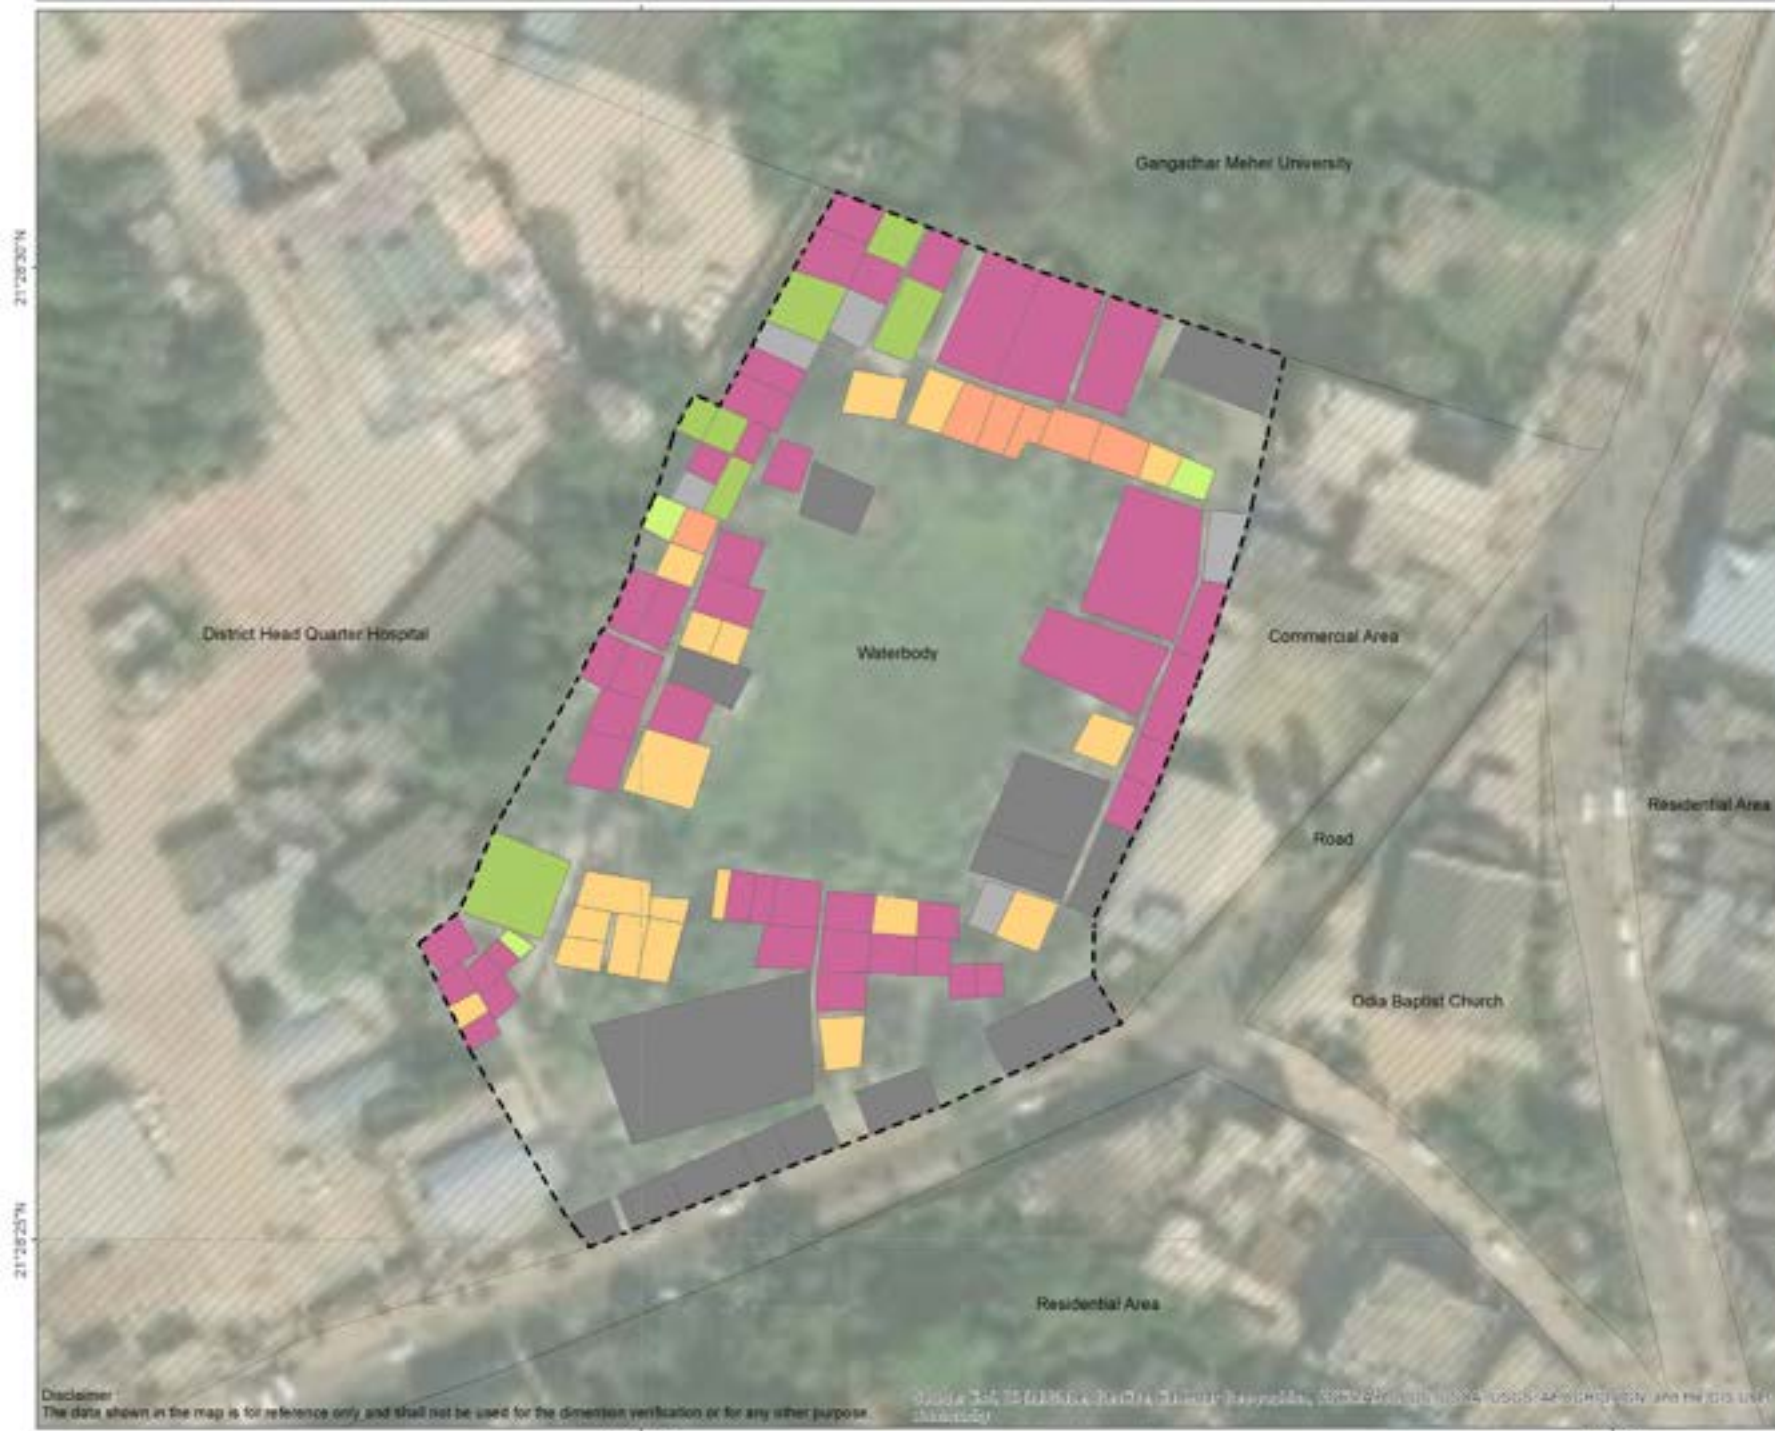 Gangadhar Meher University
21°28'30"N
District Head Quarter Hospital
Waterbody
Commercial Area
Residential Area
Road
Odia Baptist Church
21°28'25"N
Residential Area
Disclaimer
The data shown in the map is for reference only and shall not be used for the dimention verification or for any other purpose